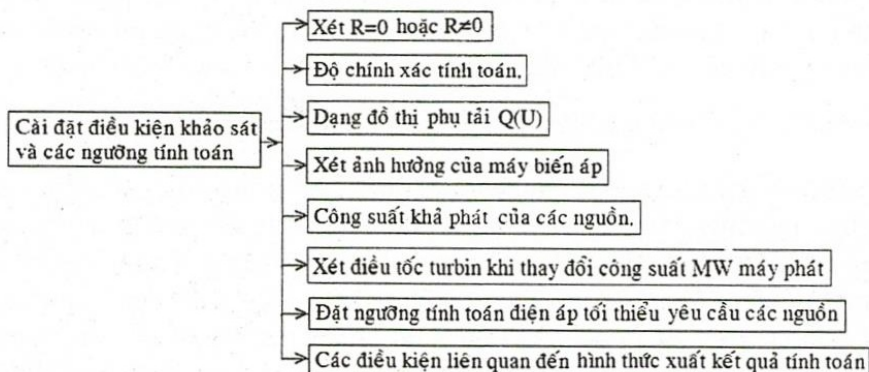 Xét R=0 hoặc R≠0
Độ chính xác tính toán.
Dạng đồ thị phụ tải Q(U)
Cài đặt điều kiện khảo sát
và các ngưỡng tính toán
Xét ảnh hưởng của máy biến áp
Công suất khả phát của các nguồn.
Xét điều tốc turbin khi thay đổi công suất MW máy phát
Đặt ngưỡng tính toán điện áp tối thiểu yêu cầu các nguồn
Các điều kiện liên quan đến hình thức xuất kết quả tính toán